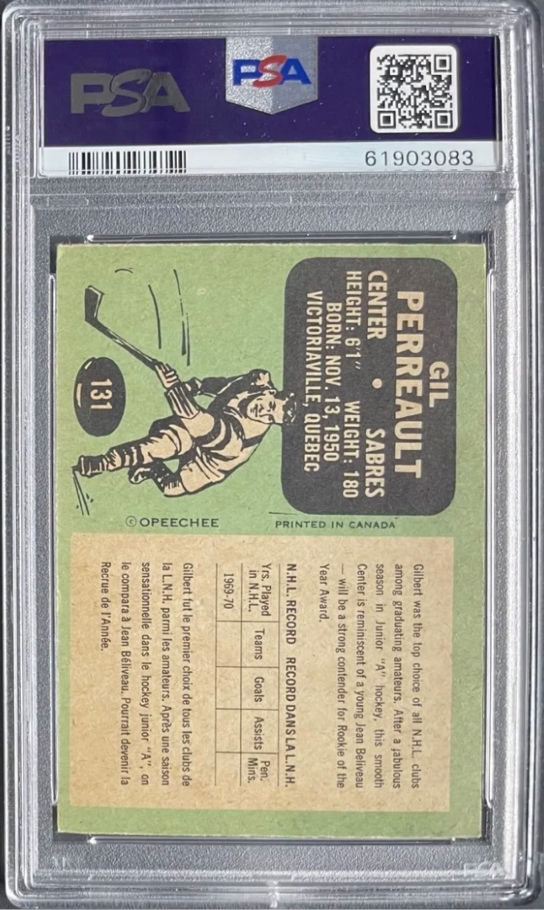 PSA
PSA
61903083
GIL
PERREAULT
CENTER • SABRES
HEIGHT: 6'1" WEIGHT: 180
BORN: NOV. 13, 1950
VICTORIAVILLE, QUEBEC
131
© OPEECHEE PRINTED IN CANADA
Gilbert was the top choice of all N.H.L. clubs
among graduating amateurs. After a fabulous
season in Junior "A" hockey, this smooth
Center is reminiscent of a young Jean Beliveau
— will be a strong contender for Rookie of the
Year Award.
N.H.L. RECORD RECORD DANS LA L.N.H.
Yrs. Played in N.H.L. Teams Goals Assists Pen. Mins.
1969-70
Gilbert fut le premier choix de tous les clubs de
la L.N.H. parmi les amateurs. Après une saison
sensationnelle dans le hockey junior "A", on
le compara à Jean Béliveau. Pourrait devenir la
Recrue de l'Année.